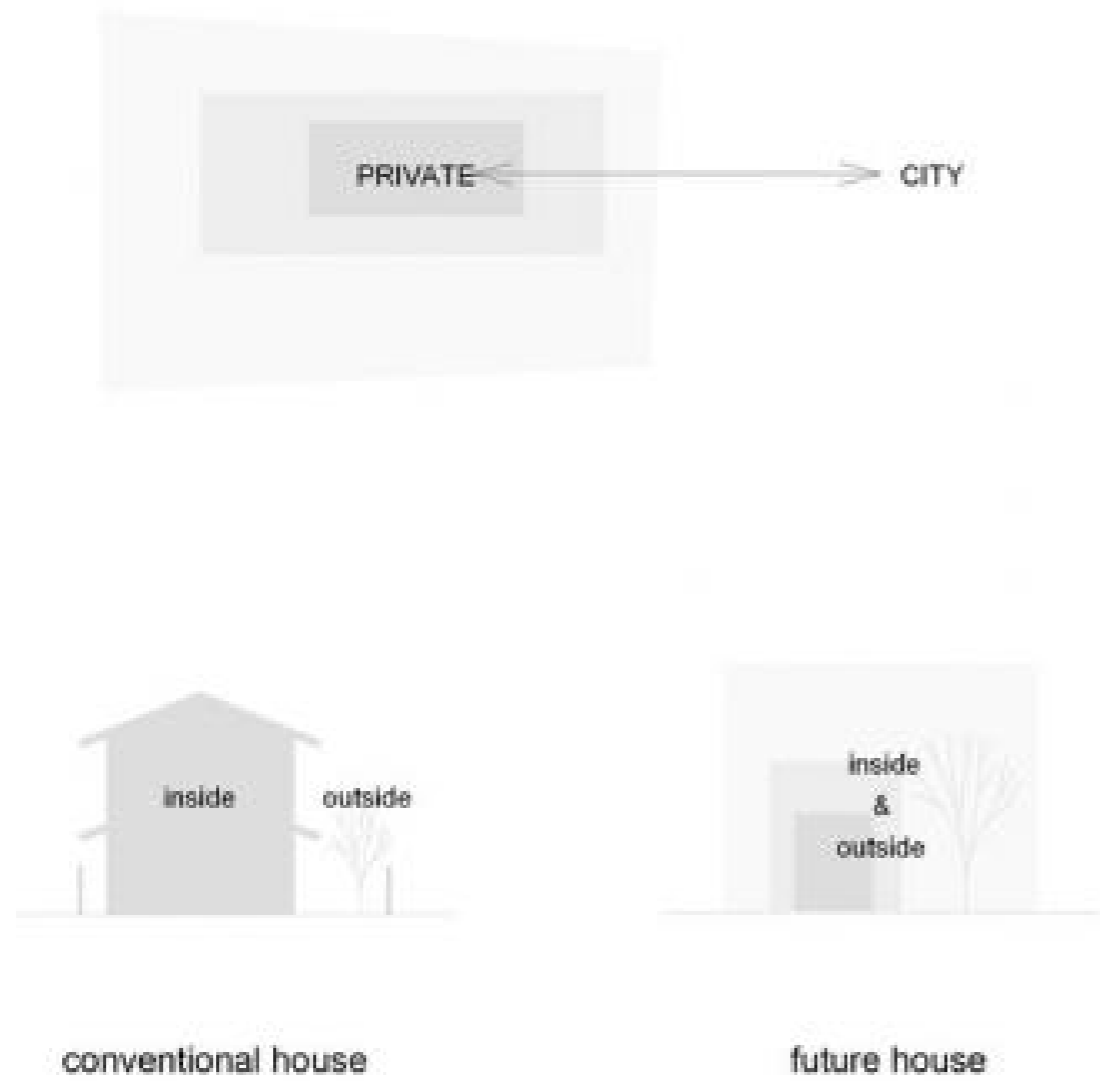 PRIVATE
CITY
inside
outside
inside
&
outside
conventional house
future house